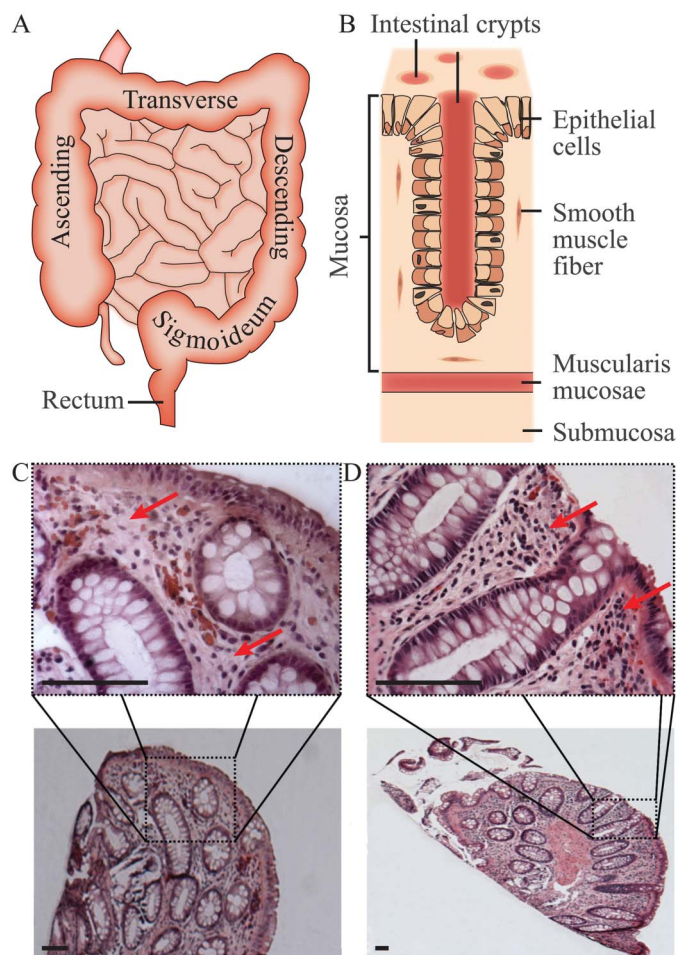 A
B
Intestinal crypts
Transverse
Ascending
Descending
Sigmoideum
Rectum
Mucosa
Epithelial
cells
Smooth
muscle
fiber
Muscularis
mucosae
Submucosa
C
D